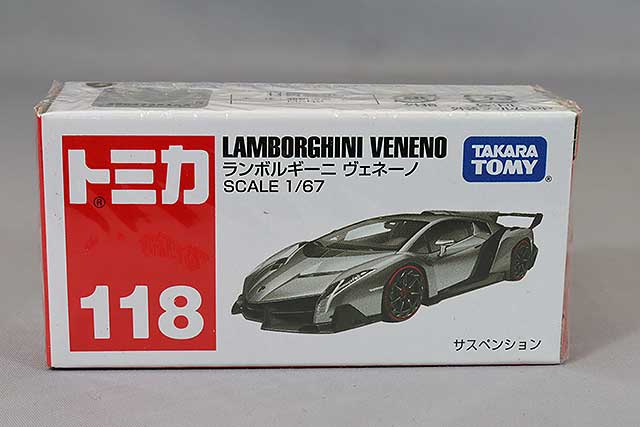 トミカ
®
118
LAMBORGHINI VENENO
ランボルギーニ ヴェネーノ
SCALE 1/67
TAKARA
TOMY®
サスペンション